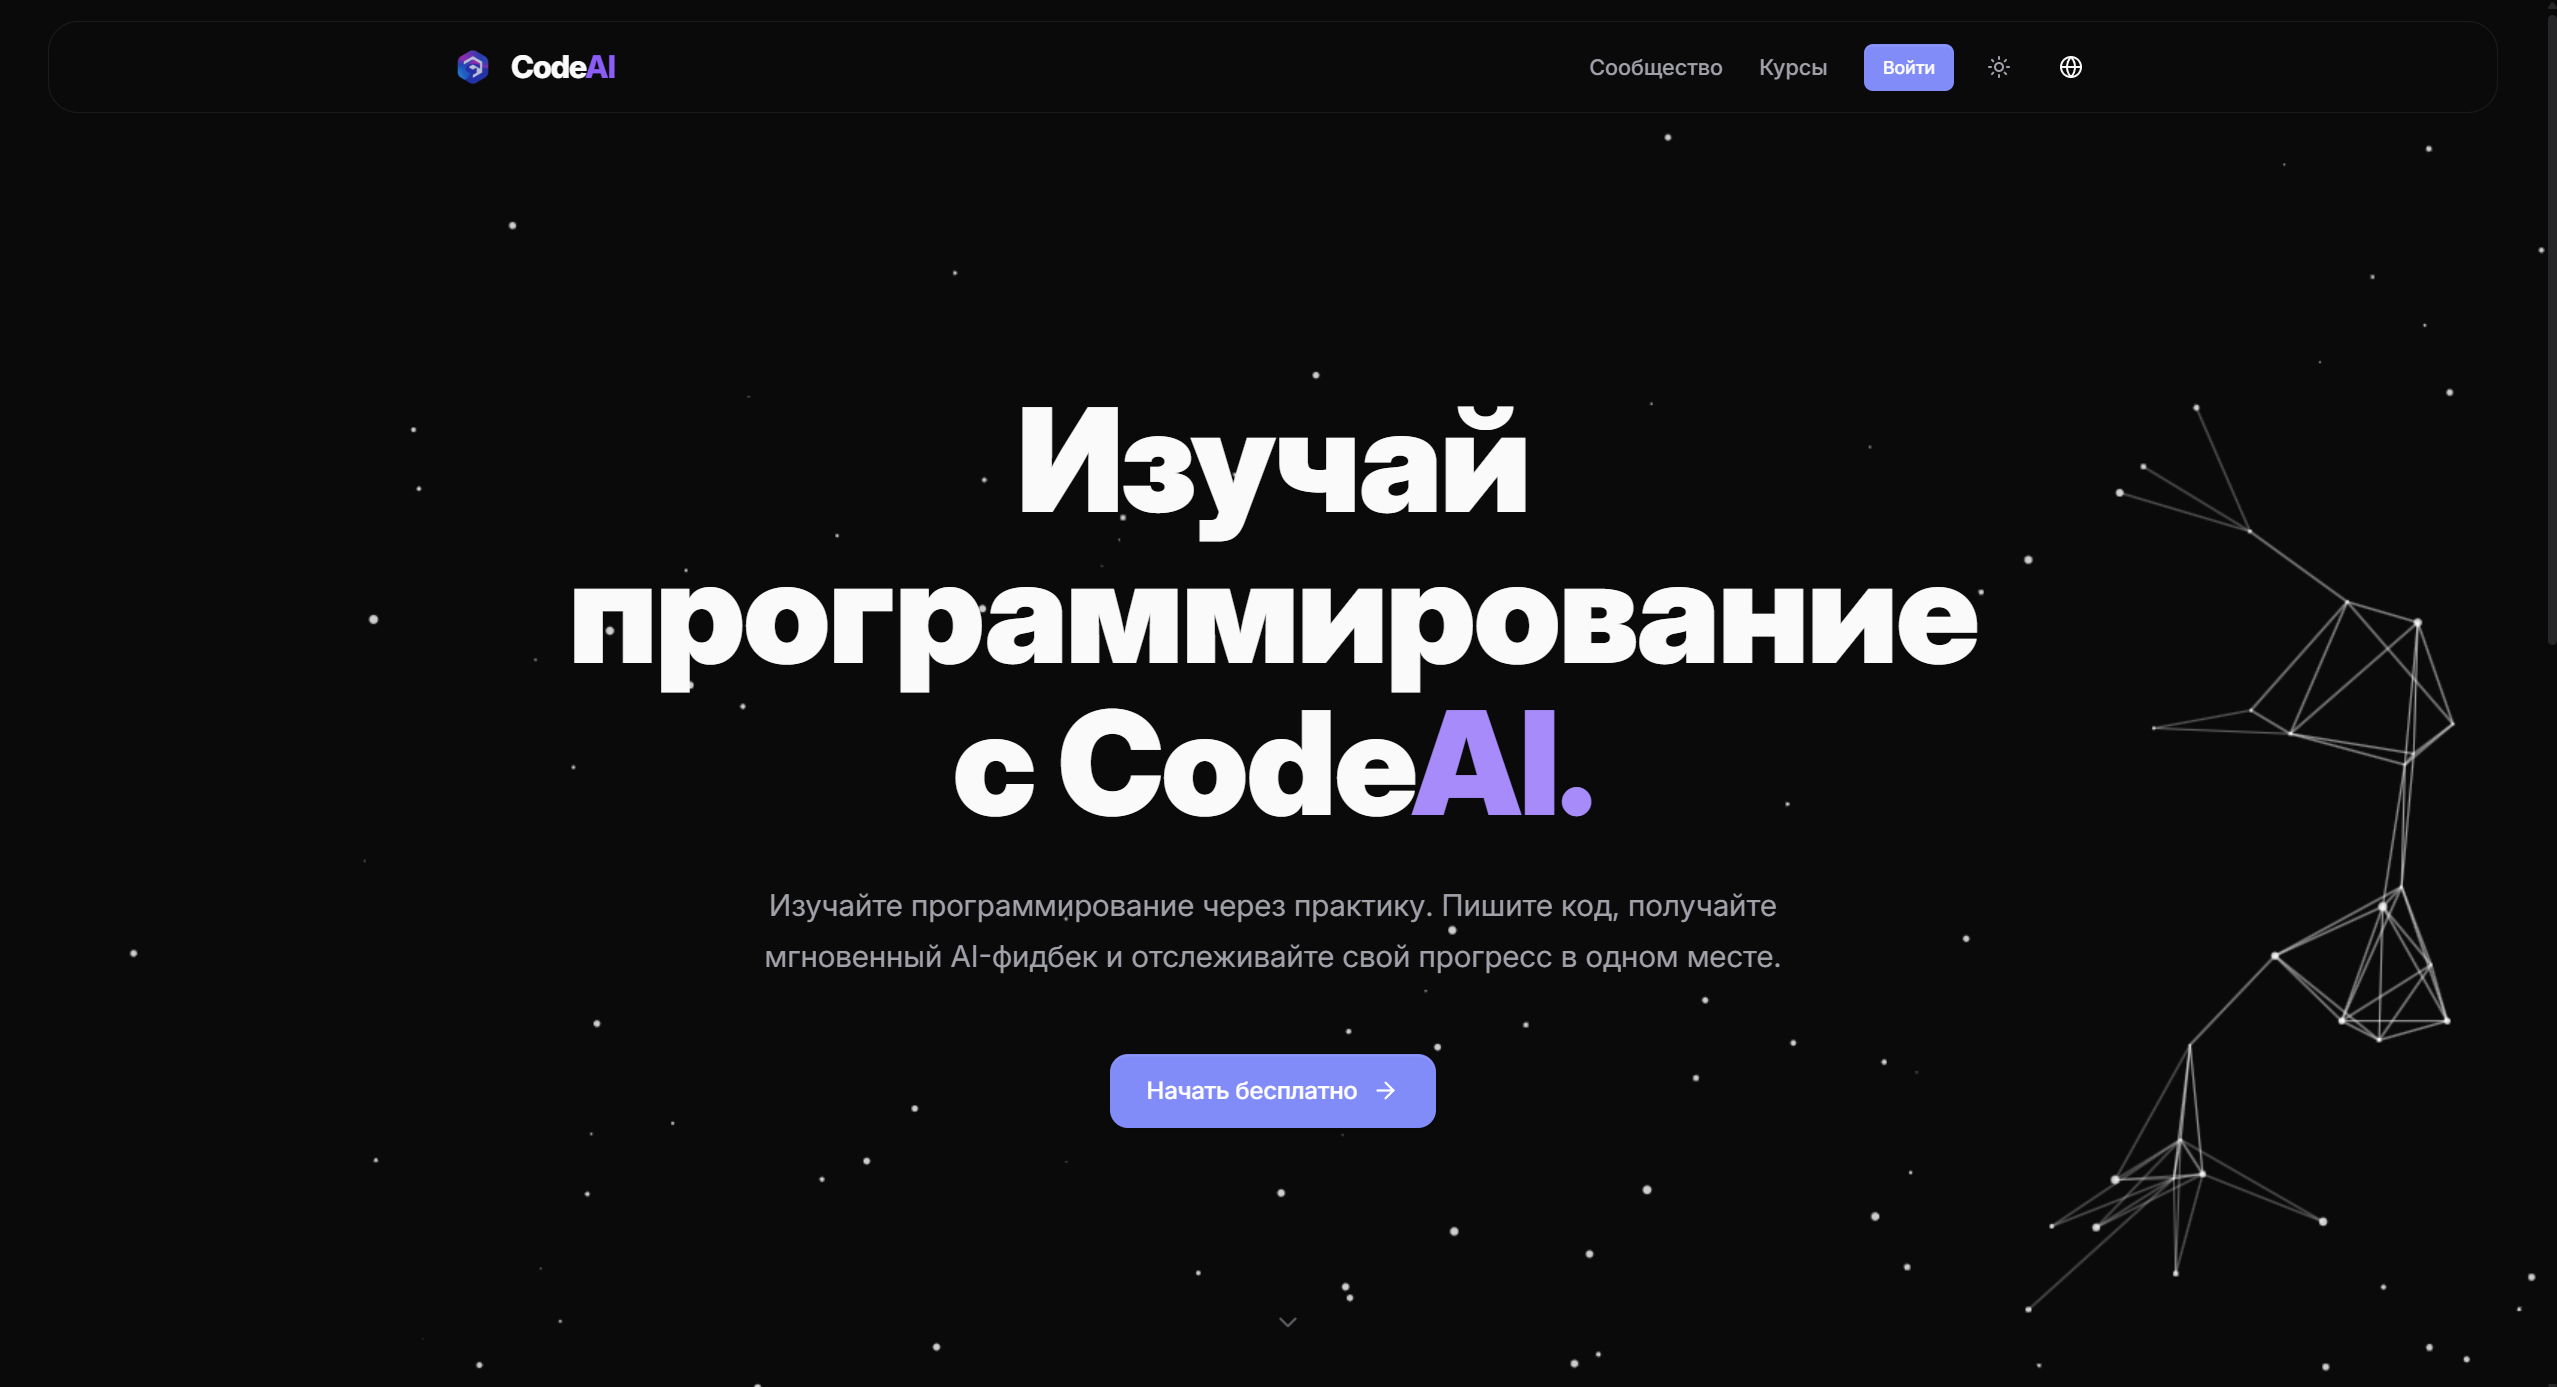 CodeAI
Сообщество
Курсы
Войти
Изучай
программирование
с CodeAI.
Изучайте программирование через практику. Пишите код, получайте
мгновенный AI-фидбек и отслеживайте свой прогресс в одном месте.
Начать бесплатно